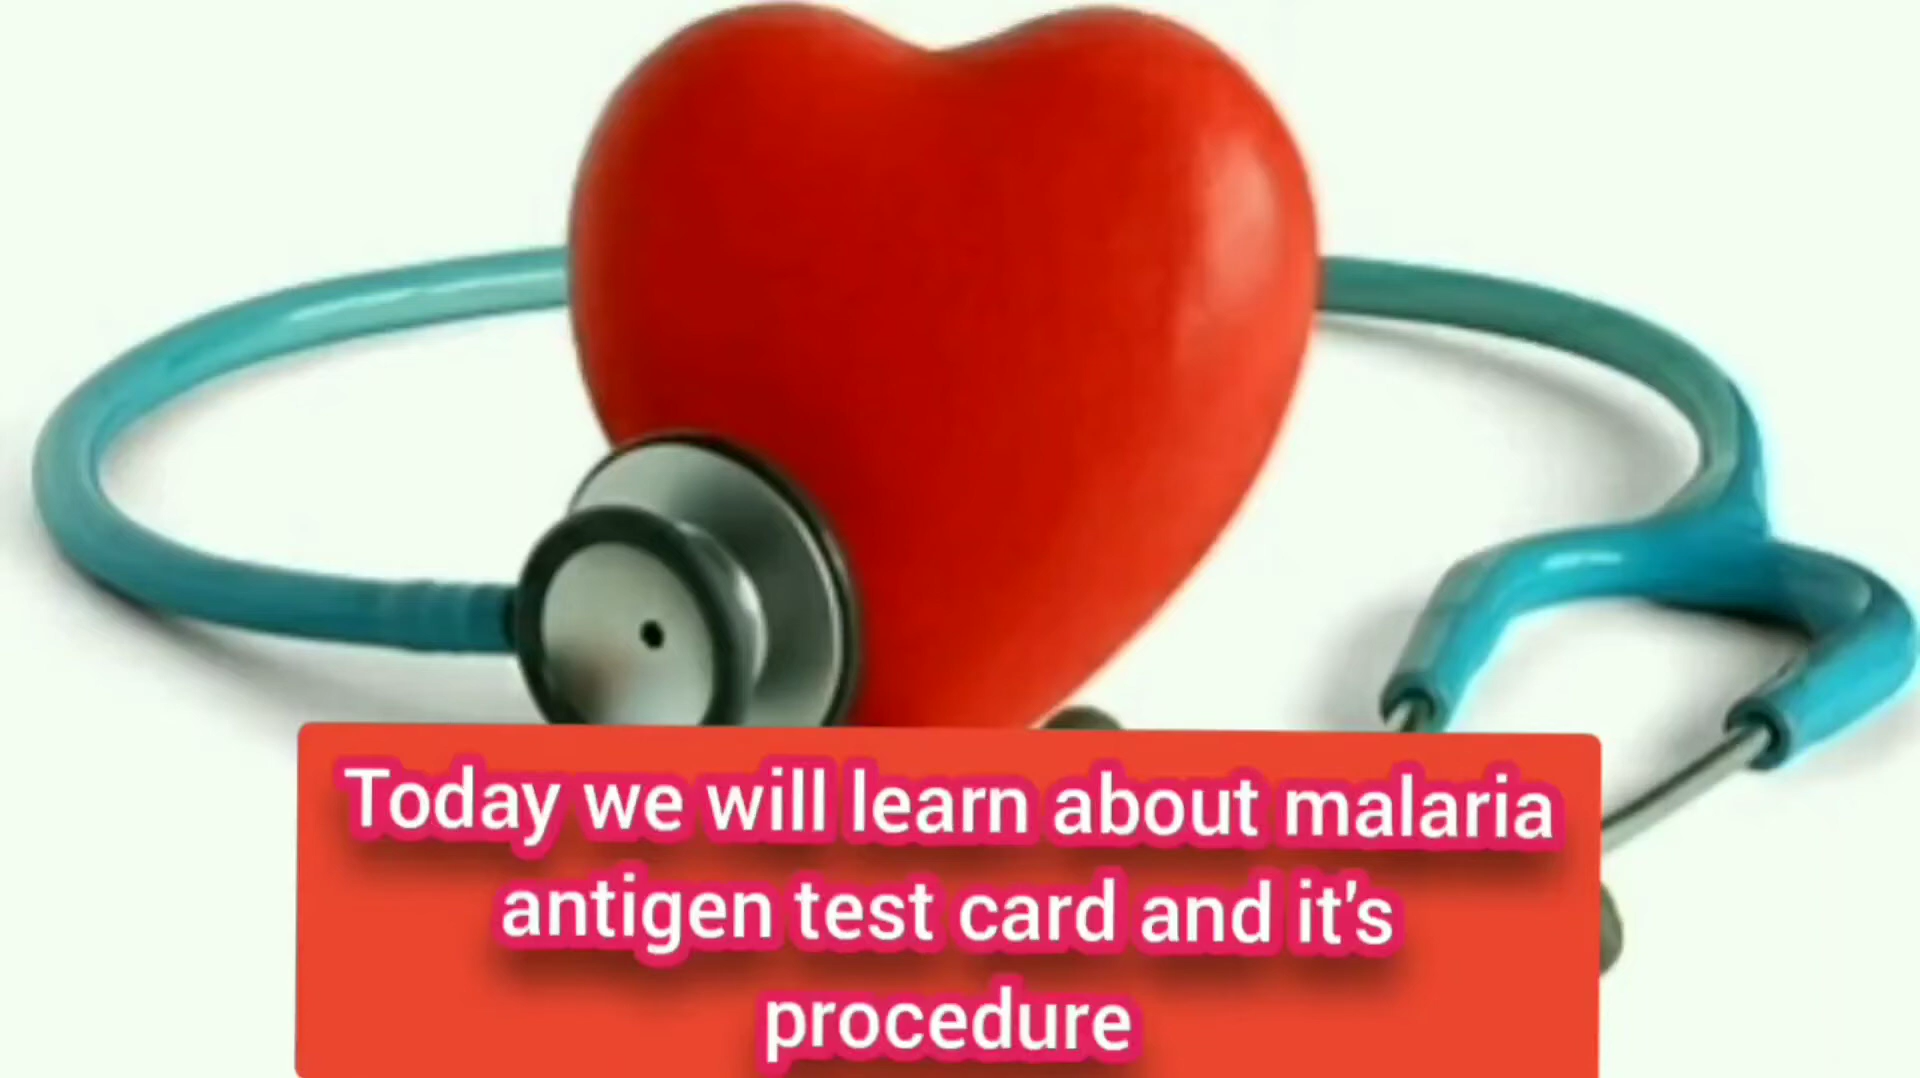 Today we will learn about malaria
antigen test card and it's
procedure